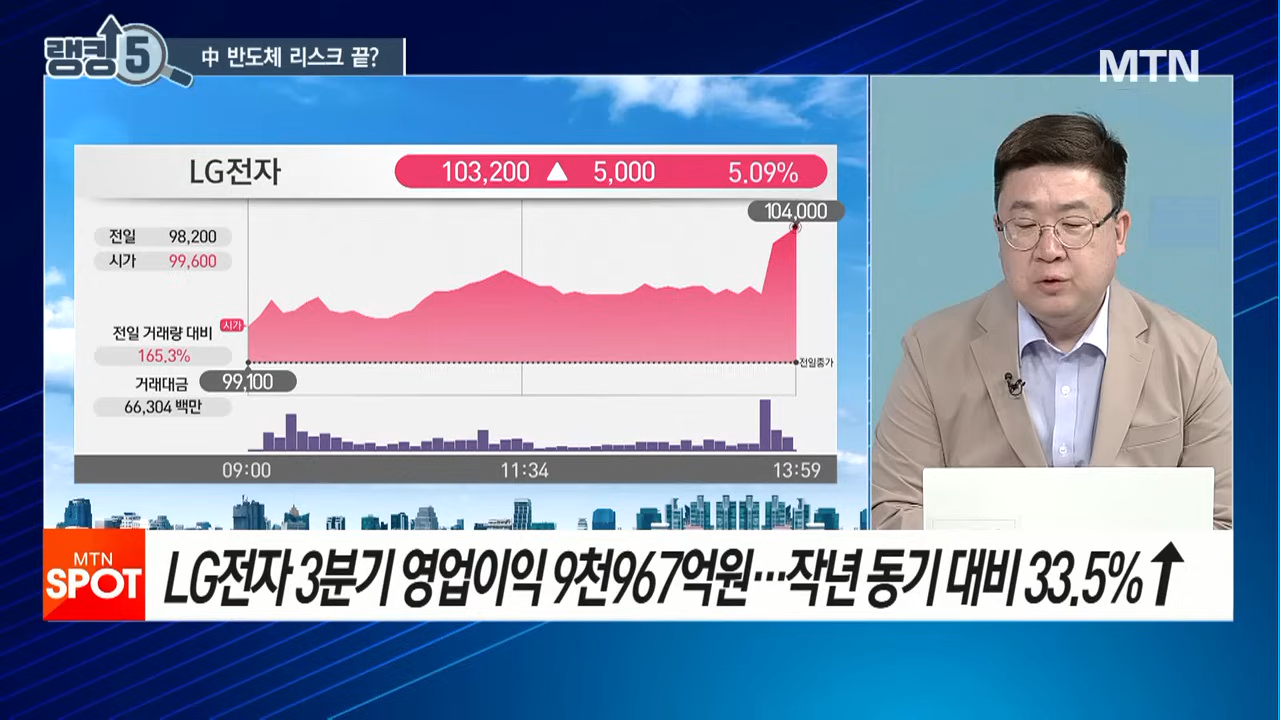 랭킹5
中 반도체 리스크 끝?
MTN
LG전자
103,200 ▲ 5,000 5.09%
104,000
전일 98,200
시가 99,600
시가
전일 거래량 대비
165.3%
전일종가
거래대금
99,100
66,304 백만
09:00 11:34 13:59
MTN
SPOT
LG전자 3분기 영업이익 9천967억원…작년 동기 대비 33.5%↑